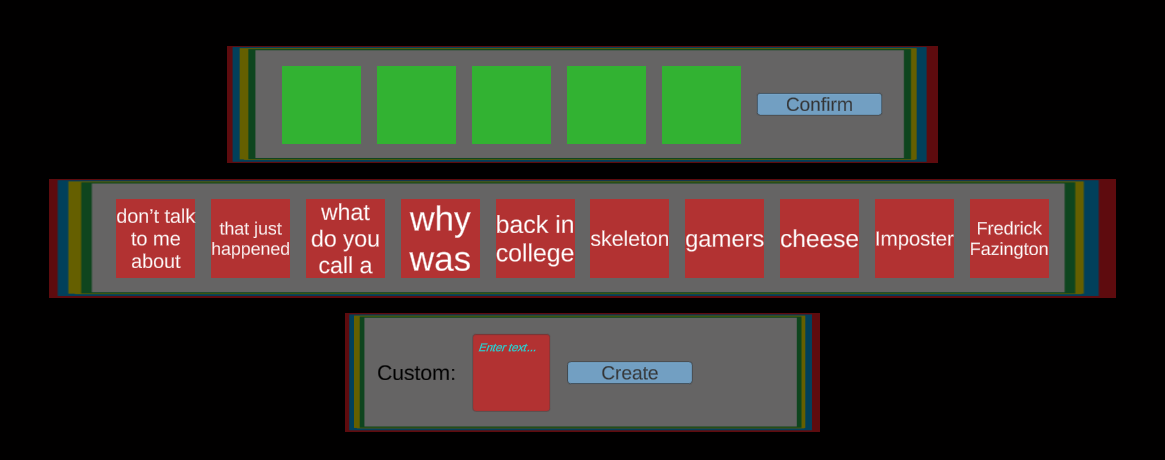 Confirm
don’t talk
to me
about
that just
happened
what
do you
call a
why
was
back in
college
skeleton
gamers
cheese
Imposter
Fredrick
Fazington
Custom:
Enter text...
Create